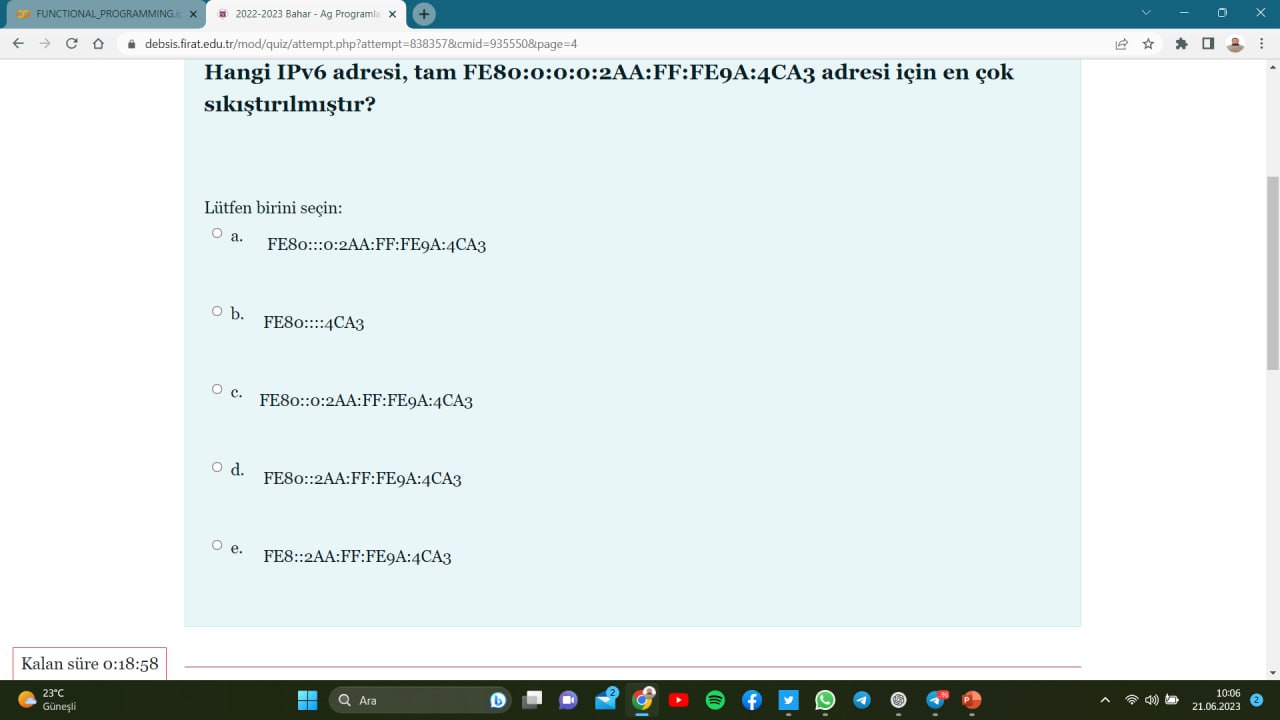 FUNCTIONAL_PROGRAMMING.i
2022-2023 Bahar - Ag Programla
debsis.firat.edu.tr/mod/quiz/attempt.php?attempt=838357&cmid=935550&page=4
Hangi IPv6 adresi, tam FE80:0:0:0:2AA:FF:FE9A:4CA3 adresi için en çok
sıkıştırılmıştır?
Lütfen birini seçin:
a. FE80:::0:2AA:FF:FE9A:4CA3
b. FE80::::4CA3
c. FE80::0:2AA:FF:FE9A:4CA3
d. FE80::2AA:FF:FE9A:4CA3
e. FE8::2AA:FF:FE9A:4CA3
Kalan süre 0:18:58
23°C
Güneşli
Ara
2
10:06
21.06.2023
2